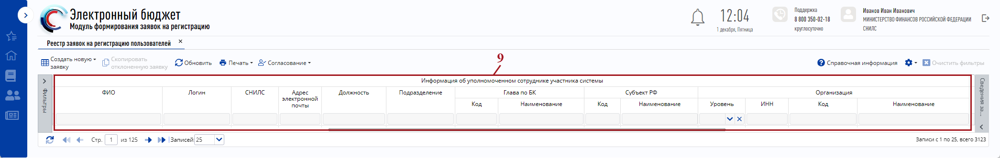 Электронный бюджет
Модуль формирования заявок на регистрацию
12:04
1 декабря, Пятница
Поддержка
8 800 350-02-18
круглосуточно
Иванов Иван Иванович
МИНИСТЕРСТВО ФИНАНСОВ РОССИЙСКОЙ ФЕДЕРАЦИИ
СНИЛС
Реестр заявок на регистрацию пользователей
Создать новую
заявку
Скопировать
отклоненную заявку
Обновить
Печать
Согласование
9
Справочная информация
Очистить фильтры
Фильтры
Информация об уполномоченном сотруднике участника системы
ФИО
Логин
СНИЛС
Адрес
электронной
почты
Должность
Подразделение
Глава по БК
Код
Наименование
Субъект РФ
Код
Наименование
Организация
Уровень
ИНН
Код
Наименование
Сведения за...
Стр. 1 из 125
Записей: 25
Записи с 1 по 25, всего 3123